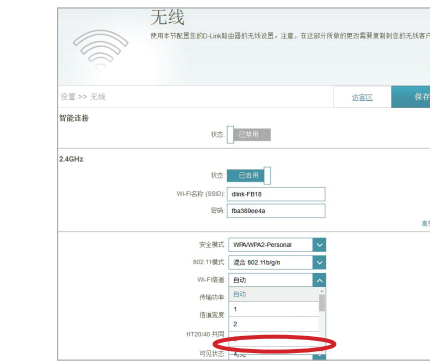 无线
使用本节配置您的D-Link路由器的无线设置。注意，在这部分所做的更改需要复制到您的无线客户
设置 >> 无线
访客区 保存
智能连接
状态 已禁用
2.4GHz
状态 已启用
Wi-Fi名称 (SSID) dlink-FB18
密码 fba389ee4a
安全模式 WPA/WPA2-Personal
802.11模式 混合 802.11b/g/n
Wi-Fi信道 自动
传输功率 自动
1
信道宽度
2
HT20/40 共同
可见状态